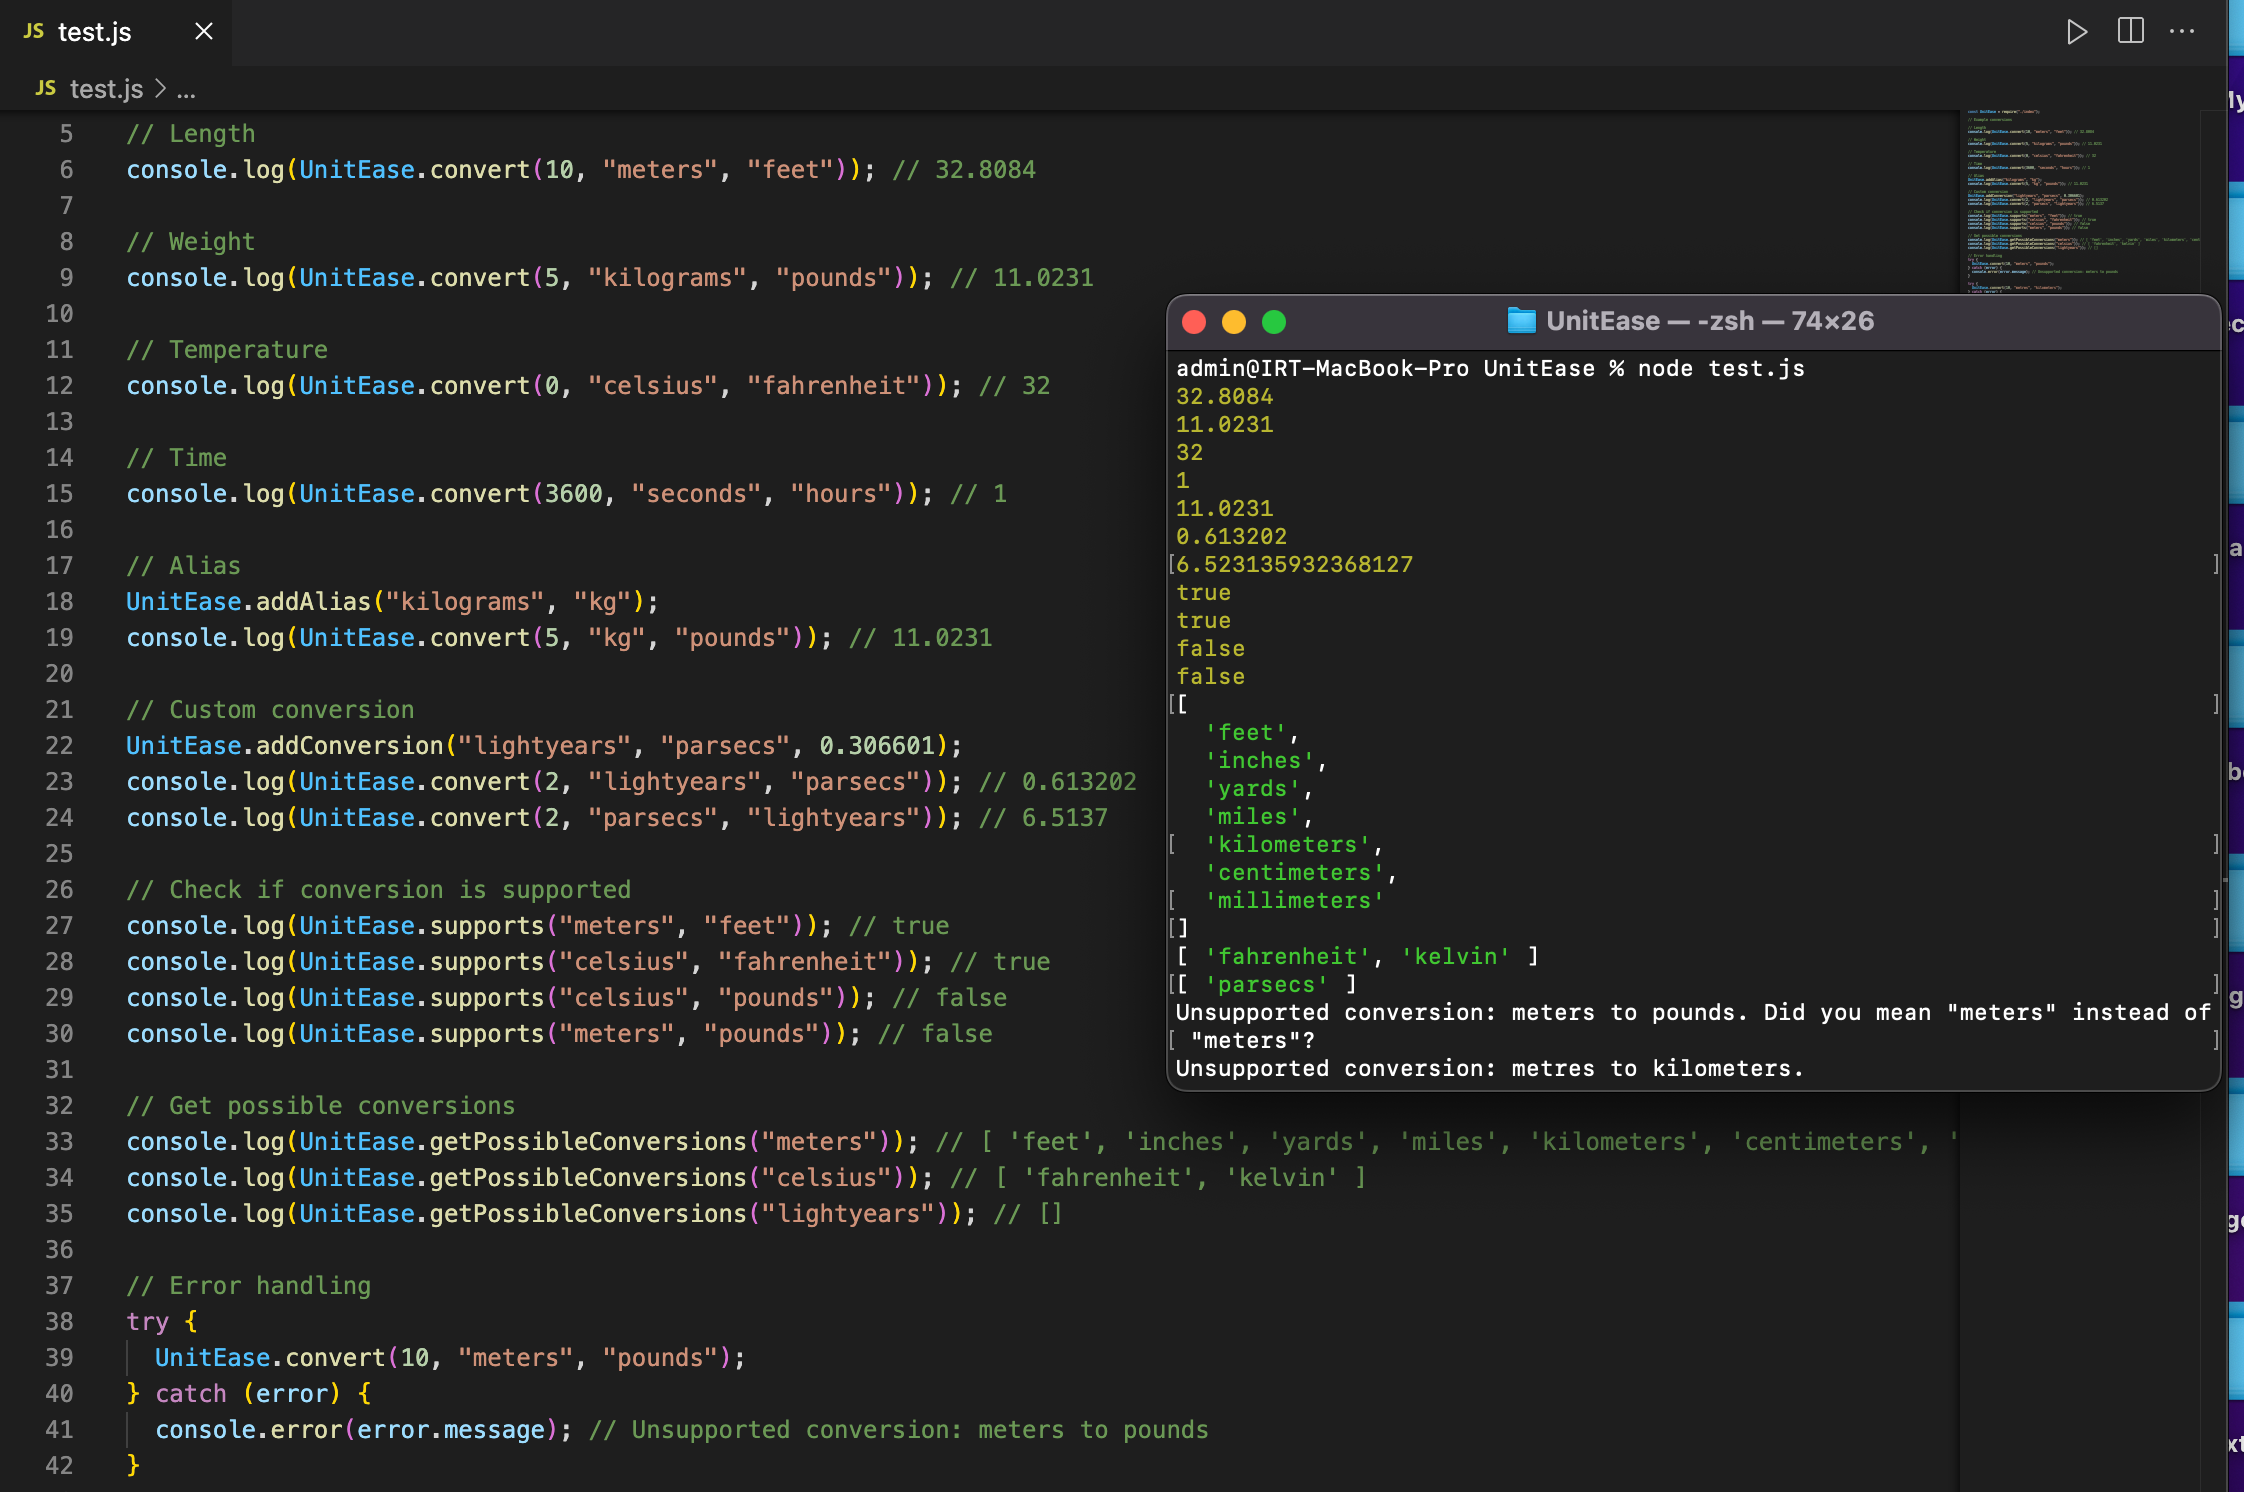 JS test.js
JS test.js > ...
5 // Length
6 console.log(UnitEase.convert(10, "meters", "feet")); // 32.8084
7
8 // Weight
9 console.log(UnitEase.convert(5, "kilograms", "pounds")); // 11.0231
10
11 // Temperature
12 console.log(UnitEase.convert(0, "celsius", "fahrenheit")); // 32
13
14 // Time
15 console.log(UnitEase.convert(3600, "seconds", "hours")); // 1
16
17 // Alias
18 UnitEase.addAlias("kilograms", "kg");
19 console.log(UnitEase.convert(5, "kg", "pounds")); // 11.0231
20
21 // Custom conversion
22 UnitEase.addConversion("lightyears", "parsecs", 0.306601);
23 console.log(UnitEase.convert(2, "lightyears", "parsecs")); // 0.613202
24 console.log(UnitEase.convert(2, "parsecs", "lightyears")); // 6.5137
25
26 // Check if conversion is supported
27 console.log(UnitEase.supports("meters", "feet")); // true
28 console.log(UnitEase.supports("celsius", "fahrenheit")); // true
29 console.log(UnitEase.supports("celsius", "pounds")); // false
30 console.log(UnitEase.supports("meters", "pounds")); // false
31
32 // Get possible conversions
33 console.log(UnitEase.getPossibleConversions("meters")); // [ 'feet', 'inches', 'yards', 'miles', 'kilometers', 'centimeters', '
34 console.log(UnitEase.getPossibleConversions("celsius")); // [ 'fahrenheit', 'kelvin' ]
35 console.log(UnitEase.getPossibleConversions("lightyears")); // []
36
37 // Error handling
38 try {
39 UnitEase.convert(10, "meters", "pounds");
40 } catch (error) {
41 console.error(error.message); // Unsupported conversion: meters to pounds
42 }
UnitEase — -zsh — 74×26
admin@IRT-MacBook-Pro UnitEase % node test.js
32.8084
11.0231
32
1
11.0231
0.613202
[6.523135932368127 ]
true
true
false
false
[[ ]
'feet',
'inches',
'yards',
'miles',
[ 'kilometers', ]
'centimeters',
[ 'millimeters' ]
[] ]
[ 'fahrenheit', 'kelvin' ]
[[ 'parsecs' ] ]
Unsupported conversion: meters to pounds. Did you mean "meters" instead of
[ "meters"? ]
Unsupported conversion: metres to kilometers.